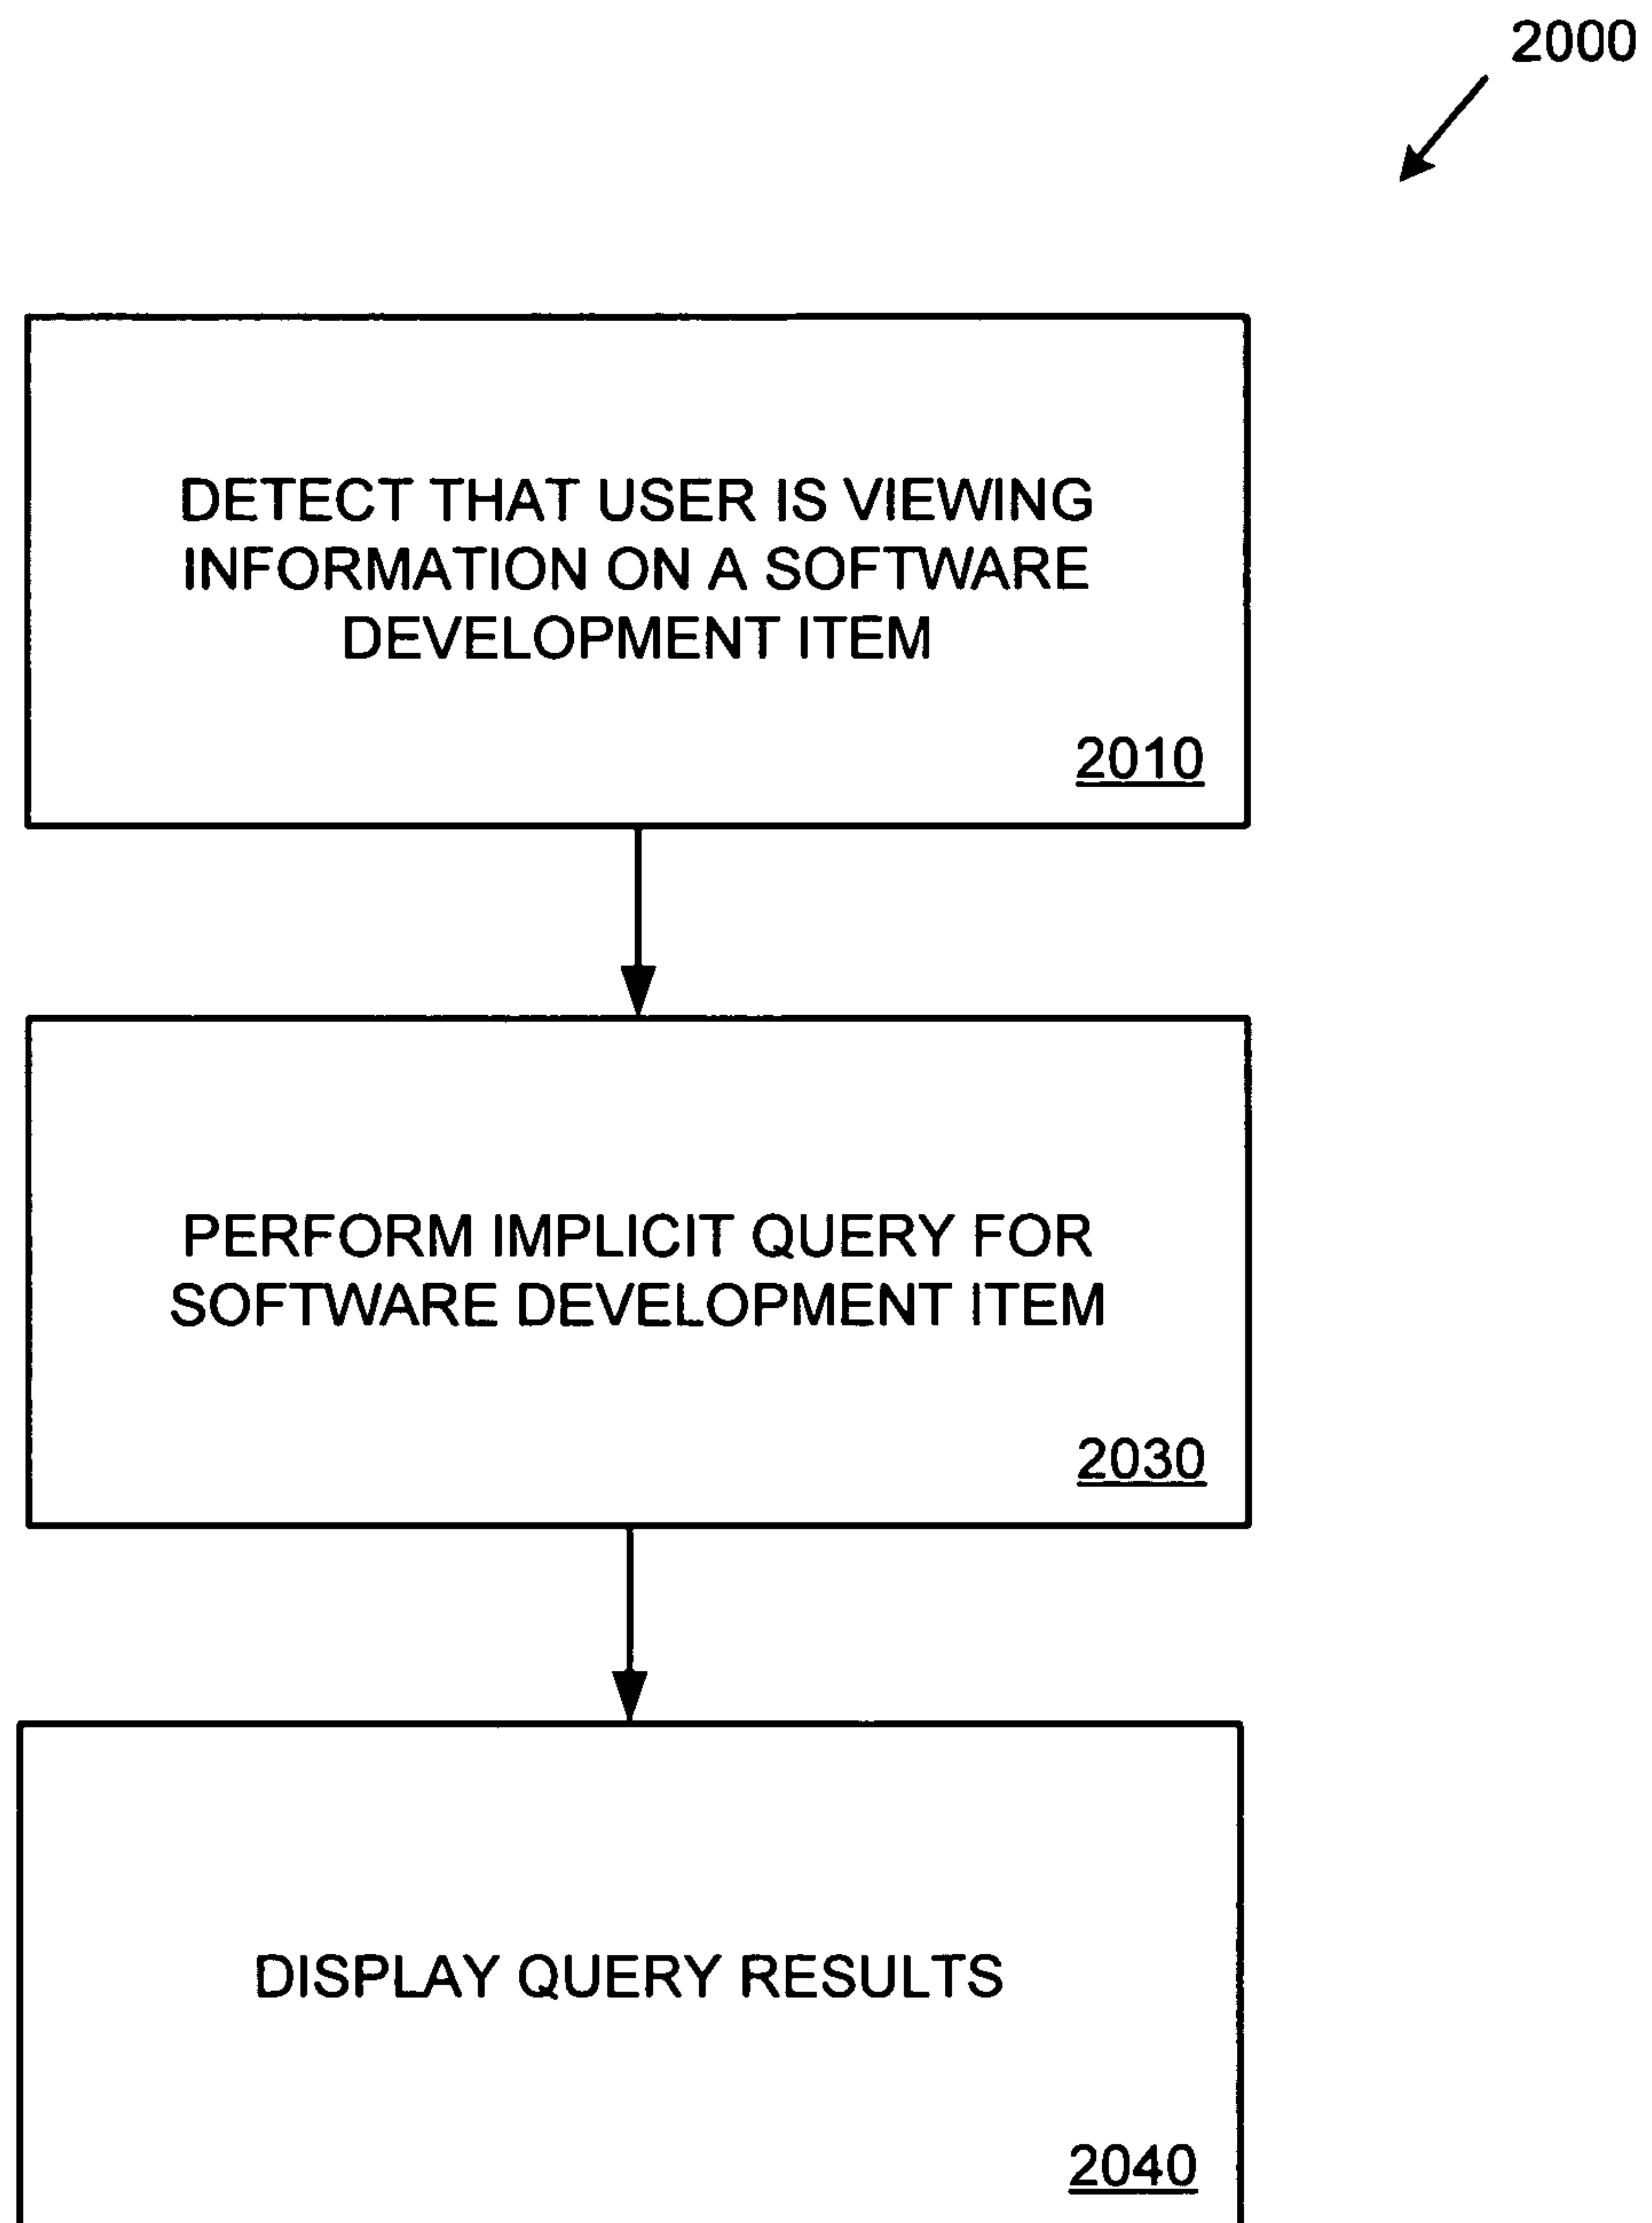 2000
DETECT THAT USER IS VIEWING
INFORMATION ON A SOFTWARE
DEVELOPMENT ITEM
2010
PERFORM IMPLICIT QUERY FOR
SOFTWARE DEVELOPMENT ITEM
2030
DISPLAY QUERY RESULTS
2040